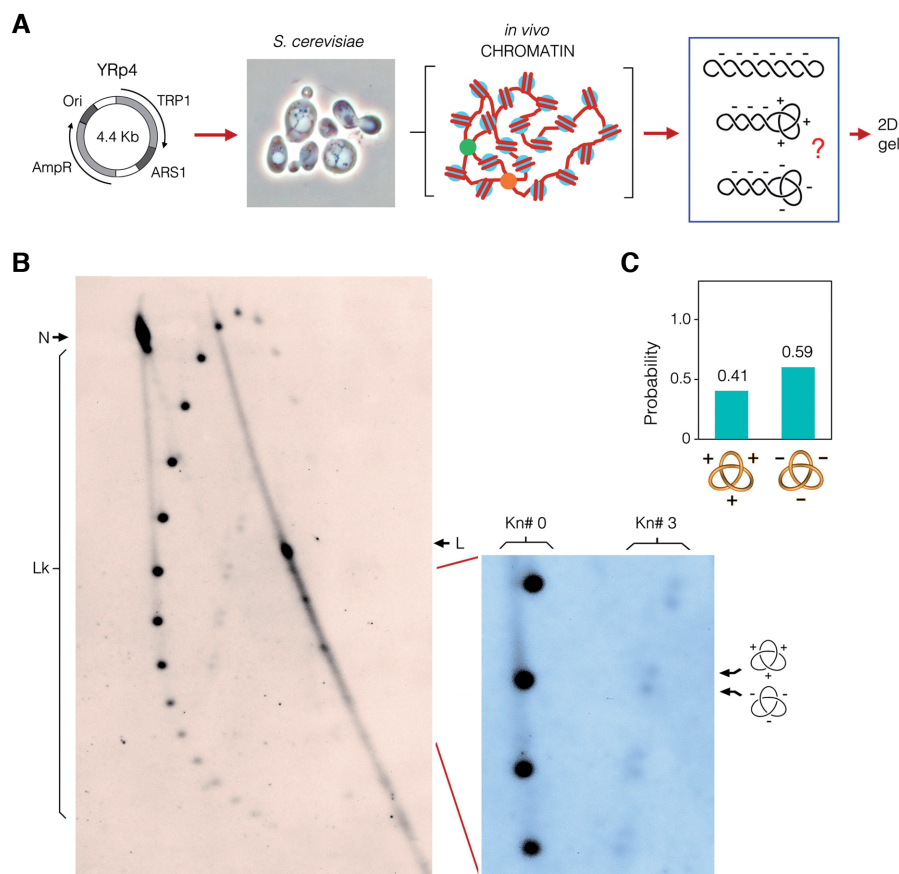 A
S. cerevisiae
in vivo
CHROMATIN
YRp4
Ori
TRP1
4.4 Kb
AmpR
ARS1
- - - - - - -
- - - +
+
+
?
- - - -
-
-
2D
gel
B
N
Lk
L
Kn# 0
Kn# 3
+ +
+
- -
-
C
Probability
1.0
0.5
0
0.41
0.59
+ +
+
- -
-